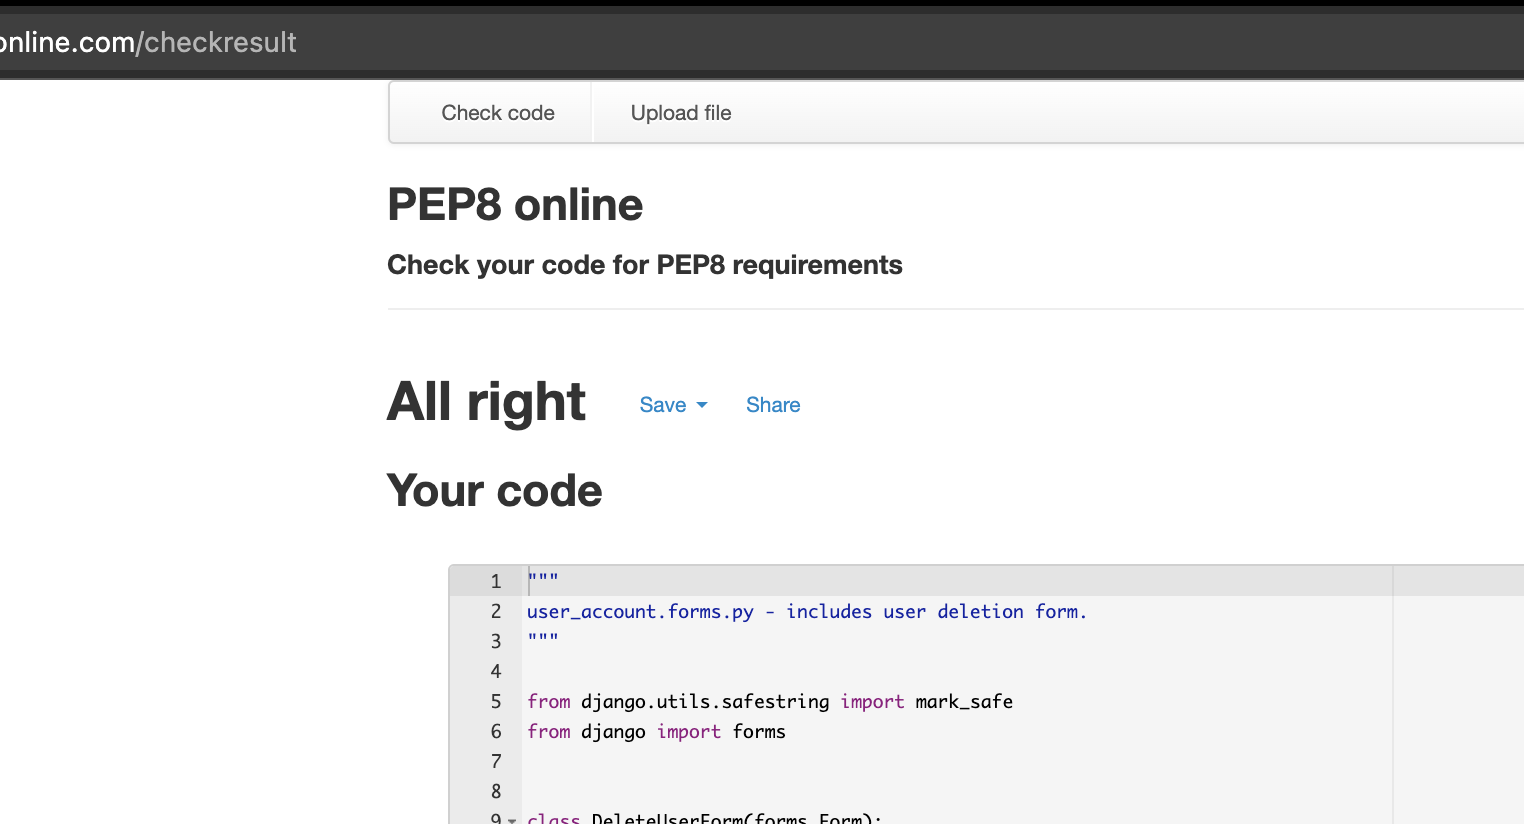 online.com/checkresult
Check code Upload file
PEP8 online
Check your code for PEP8 requirements
All right Save Share
Your code
1 """
2 user_account.forms.py - includes user deletion form.
3 """
4
5 from django.utils.safestring import mark_safe
6 from django import forms
7
8
9 class DeleteUserForm(forms.Form):